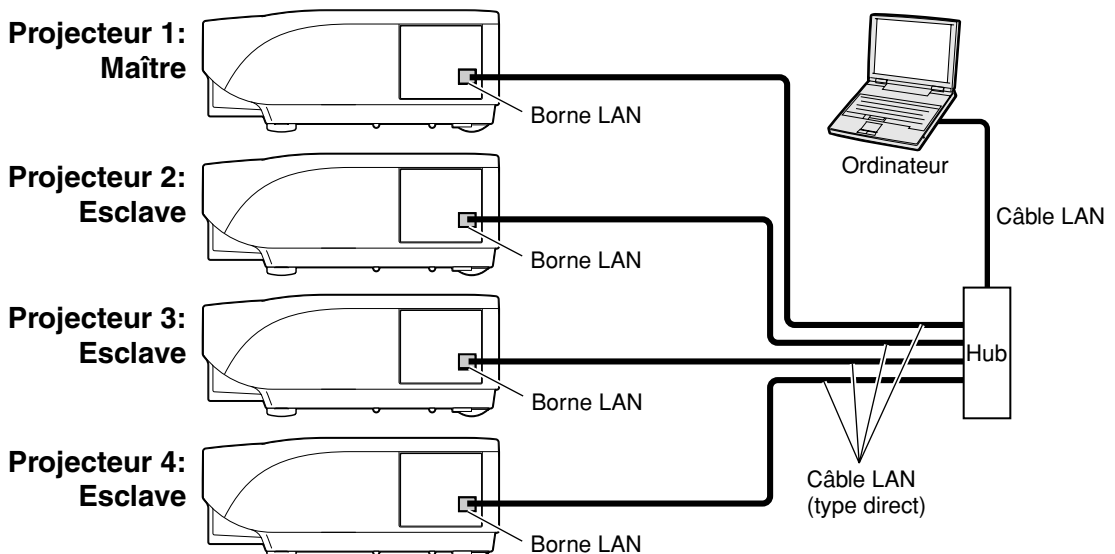 Projecteur 1:
Maître
Borne LAN
Projecteur 2:
Esclave
Borne LAN
Projecteur 3:
Esclave
Borne LAN
Projecteur 4:
Esclave
Borne LAN
Ordinateur
Câble LAN
Hub
Câble LAN
(type direct)